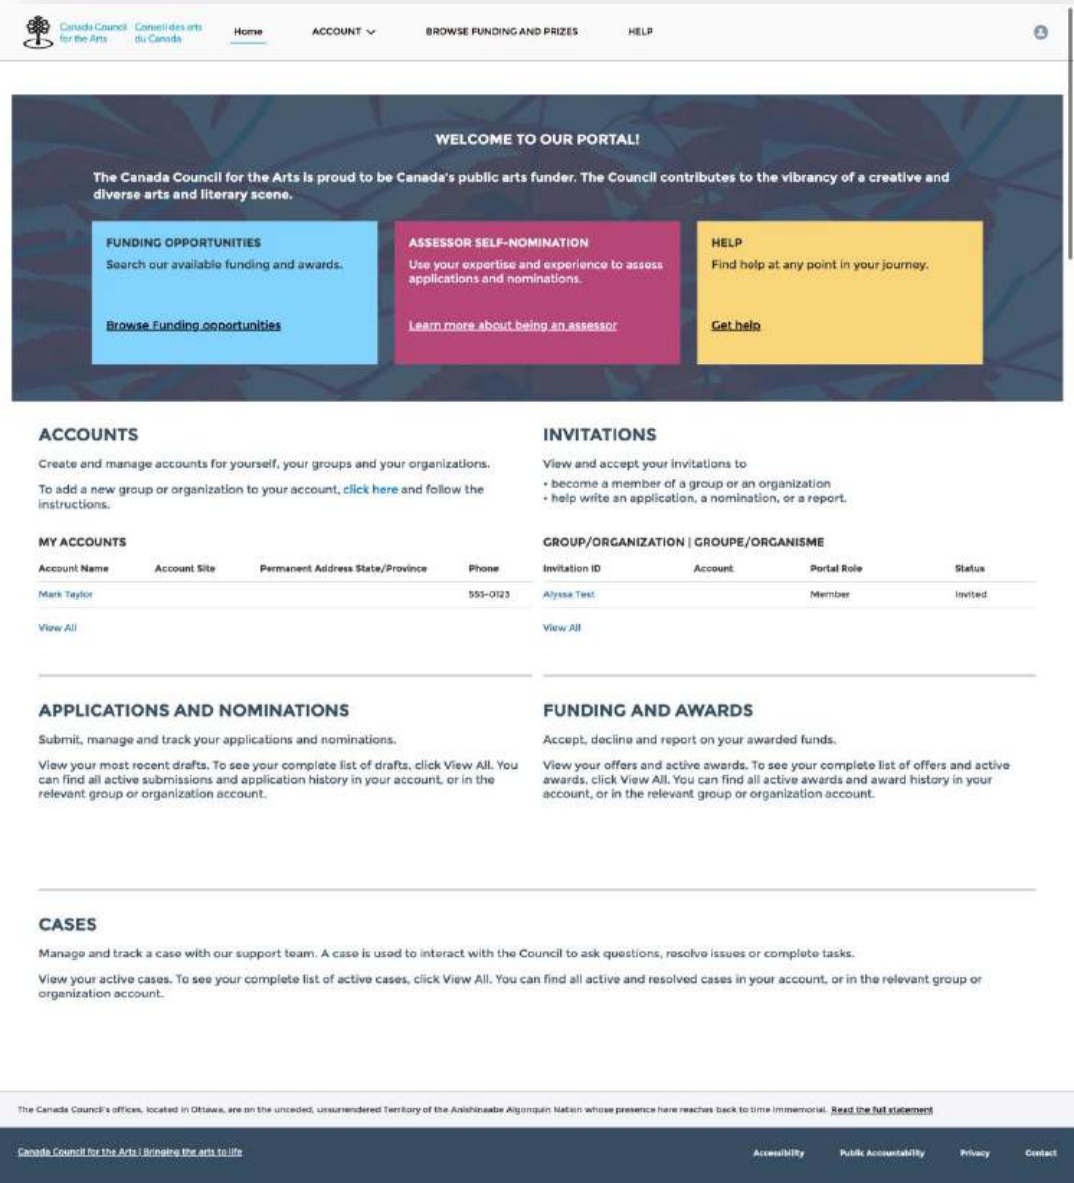 Canada Council for the Arts
Conseil des arts du Canada
Home
ACCOUNT
BROWSE FUNDING AND PRIZES
HELP
WELCOME TO OUR PORTAL!
The Canada Council for the Arts is proud to be Canada's public arts funder. The Council contributes to the vibrancy of a creative and
diverse arts and literary scene.
FUNDING OPPORTUNITIES
Search our available funding and awards.
Browse Funding opportunities
ASSESSOR SELF-NOMINATION
Use your expertise and experience to assess
applications and nominations.
Learn more about being an assessor
HELP
Find help at any point in your journey.
Get help
ACCOUNTS
Create and manage accounts for yourself, your groups and your organizations.
To add a new group or organization to your account, click here and follow the
instructions.
MY ACCOUNTS
Account Name Account Site Permanent Address State/Province Phone
Mark Taylor 555-0123
View All
INVITATIONS
View and accept your invitations to
• become a member of a group or an organization
• help write an application, a nomination, or a report.
GROUP/ORGANIZATION | GROUPE/ORGANISME
Invitation ID Account Portal Role Status
Alyssa Test Member Invited
View All
APPLICATIONS AND NOMINATIONS
Submit, manage and track your applications and nominations.
View your most recent drafts. To see your complete list of drafts, click View All. You
can find all active submissions and application history in your account, or in the
relevant group or organization account.
FUNDING AND AWARDS
Accept, decline and report on your awarded funds.
View your offers and active awards. To see your complete list of offers and active
awards, click View All. You can find all active awards and award history in your
account, or in the relevant group or organization account.
CASES
Manage and track a case with our support team. A case is used to interact with the Council to ask questions, resolve issues or complete tasks.
View your active cases. To see your complete list of active cases, click View All. You can find all active and resolved cases in your account, or in the relevant group or
organization account.
The Canada Council's offices, located in Ottawa, are on the unceded, unsurrendered Territory of the Anishinaabe Algonquin Nation whose presence here reaches back to time immemorial. Read the full statement
Canada Council for the Arts | Bringing the arts to life
Accessibility
Public Accountability
Privacy
Contact